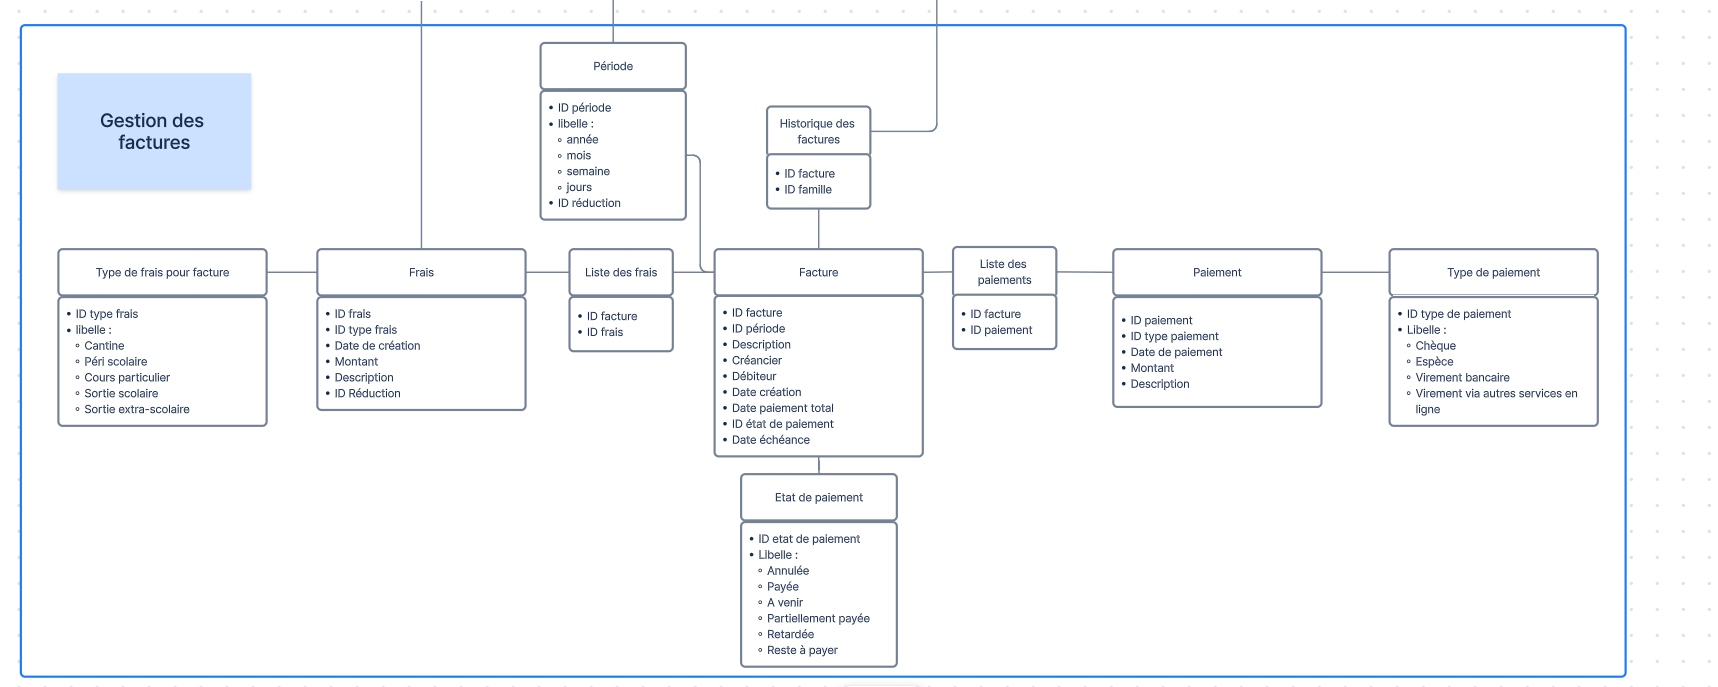 Gestion des
factures
Période
ID période
libelle :
année
mois
semaine
jours
ID réduction
Historique des
factures
ID facture
ID famille
Type de frais pour facture
ID type frais
libelle :
Cantine
Péri scolaire
Cours particulier
Sortie scolaire
Sortie extra-scolaire
Frais
ID frais
ID type frais
Date de création
Montant
Description
ID Réduction
Liste des frais
ID facture
ID frais
Facture
ID facture
ID période
Description
Créancier
Débiteur
Date création
Date paiement total
ID état de paiement
Date échéance
Liste des
paiements
ID facture
ID paiement
Paiement
ID paiement
ID type paiement
Date de paiement
Montant
Description
Type de paiement
ID type de paiement
Libelle :
Chèque
Espèce
Virement bancaire
Virement via autres services en
ligne
Etat de paiement
ID etat de paiement
Libelle :
Annulée
Payée
A venir
Partiellement payée
Retardée
Reste à payer